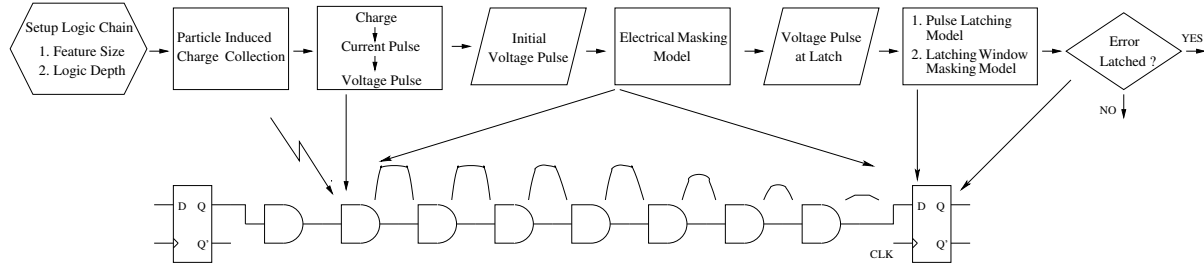 Setup Logic Chain
1. Feature Size
2. Logic Depth
Particle Induced
Charge Collection
Charge
Current Pulse
Voltage Pulse
Initial
Voltage Pulse
Electrical Masking
Model
Voltage Pulse
at Latch
1. Pulse Latching
Model
2. Latching Window
Masking Model
Error
Latched ?
YES
NO
D Q
Q'
D Q
Q'
CLK